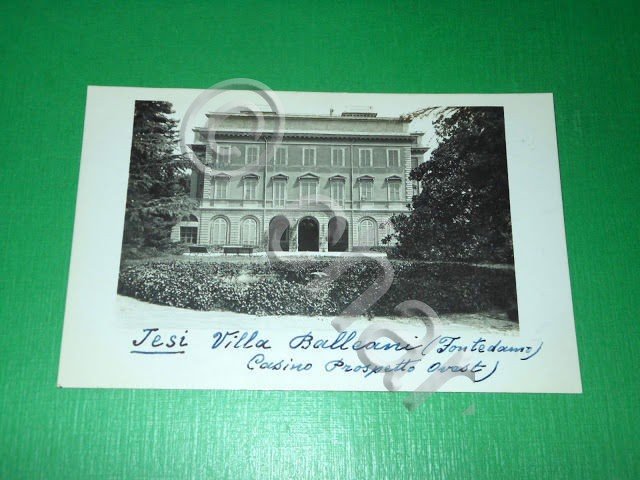 Jesi Villa Balleani (Fontedamo)
Casino Prospetto Ovest)